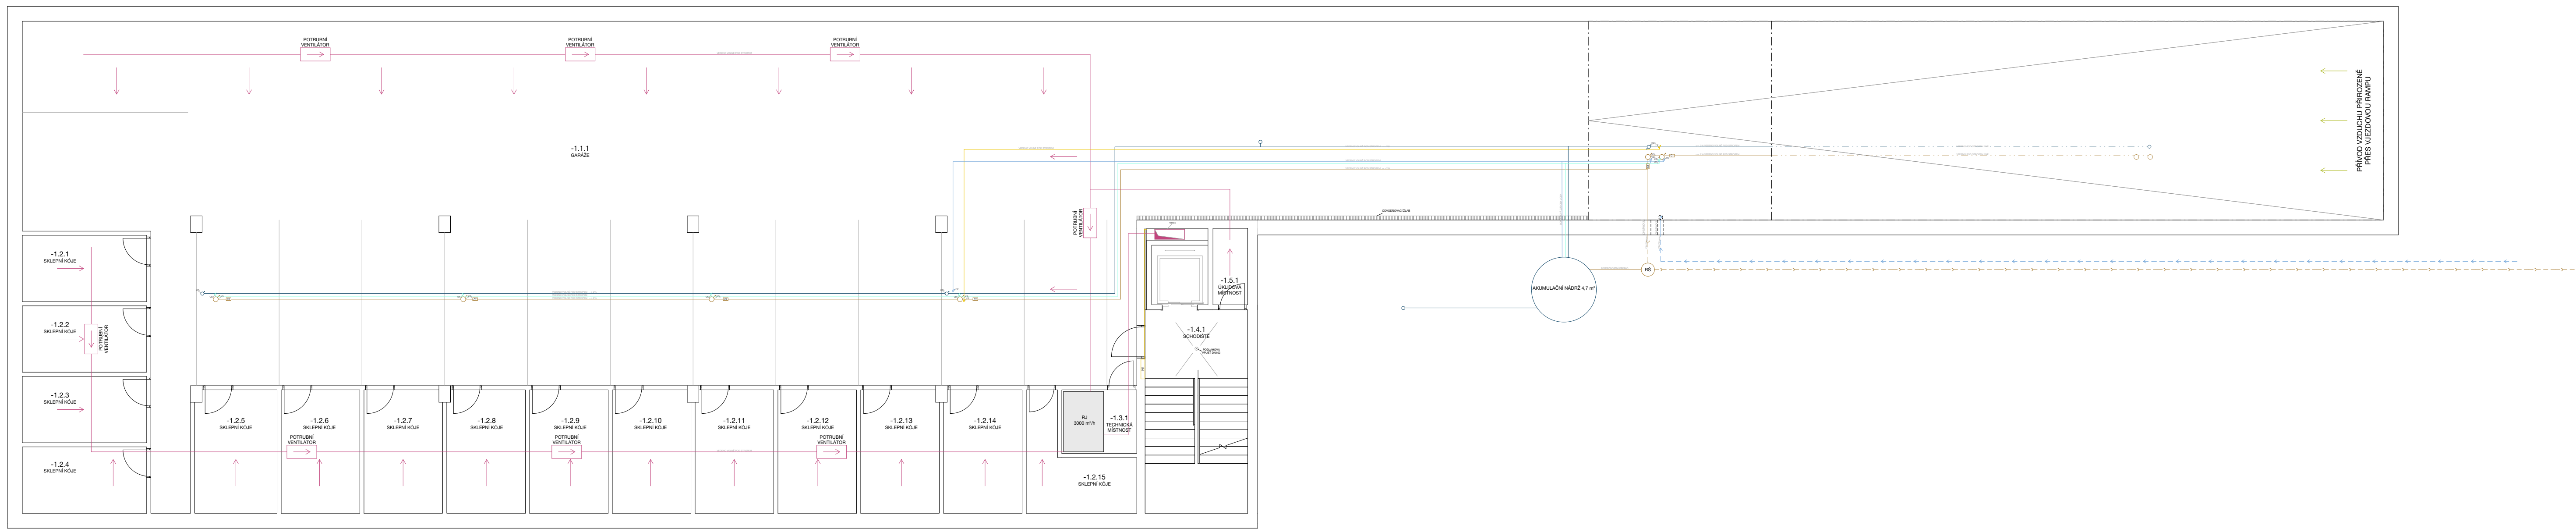 POTRUBNÍ
VENTILÁTOR
POTRUBNÍ
VENTILÁTOR
POTRUBNÍ
VENTILÁTOR
PŘÍVOD VZDUCHU PŘIROZENĚ
PŘES VJEZDOVOU RAMPU
-1.1.1
GARÁŽE
POTRUBNÍ
VENTILÁTOR
-1.2.1
SKLEPNÍ KÓJE
-1.2.2
SKLEPNÍ KÓJE
POTRUBNÍ
VENTILÁTOR
-1.2.3
SKLEPNÍ KÓJE
-1.2.4
SKLEPNÍ KÓJE
-1.5.1
ÚKLIDOVÁ
MÍSTNOST
RŠ
AKUMULAČNÍ NÁDRŽ 4,7 m³
-1.4.1
SCHODIŠTĚ
-1.2.5
SKLEPNÍ KÓJE
-1.2.6
SKLEPNÍ KÓJE
-1.2.7
SKLEPNÍ KÓJE
-1.2.8
SKLEPNÍ KÓJE
-1.2.9
SKLEPNÍ KÓJE
-1.2.10
SKLEPNÍ KÓJE
-1.2.11
SKLEPNÍ KÓJE
-1.2.12
SKLEPNÍ KÓJE
-1.2.13
SKLEPNÍ KÓJE
-1.2.14
SKLEPNÍ KÓJE
RJ
3000 m³/h
-1.3.1
TECHNICKÁ
MÍSTNOST
POTRUBNÍ
VENTILÁTOR
POTRUBNÍ
VENTILÁTOR
POTRUBNÍ
VENTILÁTOR
-1.2.15
SKLEPNÍ KÓJE